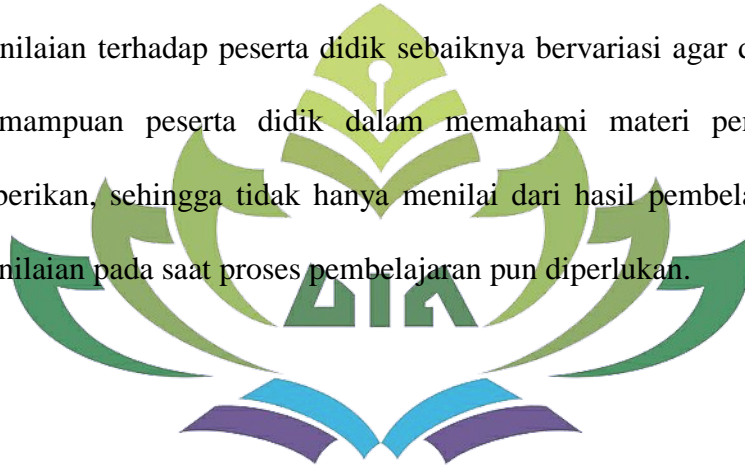 nilaian terhadap peserta didik sebaiknya bervariasi agar d
mampuan peserta didik dalam memahami materi per
berikan, sehingga tidak hanya menilai dari hasil pembela
nilaian pada saat proses pembelajaran pun diperlukan.